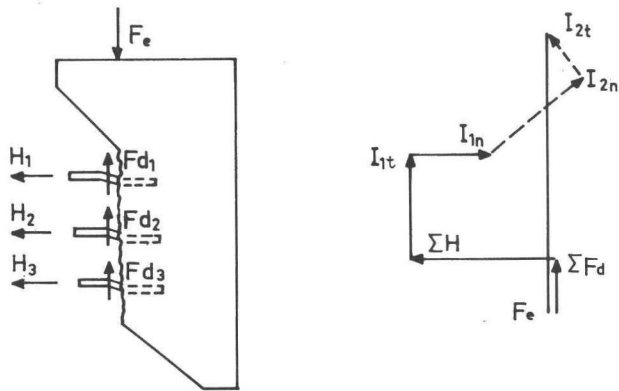 Fe
H1
Fd1
H2
Fd2
H3
Fd3
I2t
I2n
I1n
I1t
ΣH
ΣFd
Fe